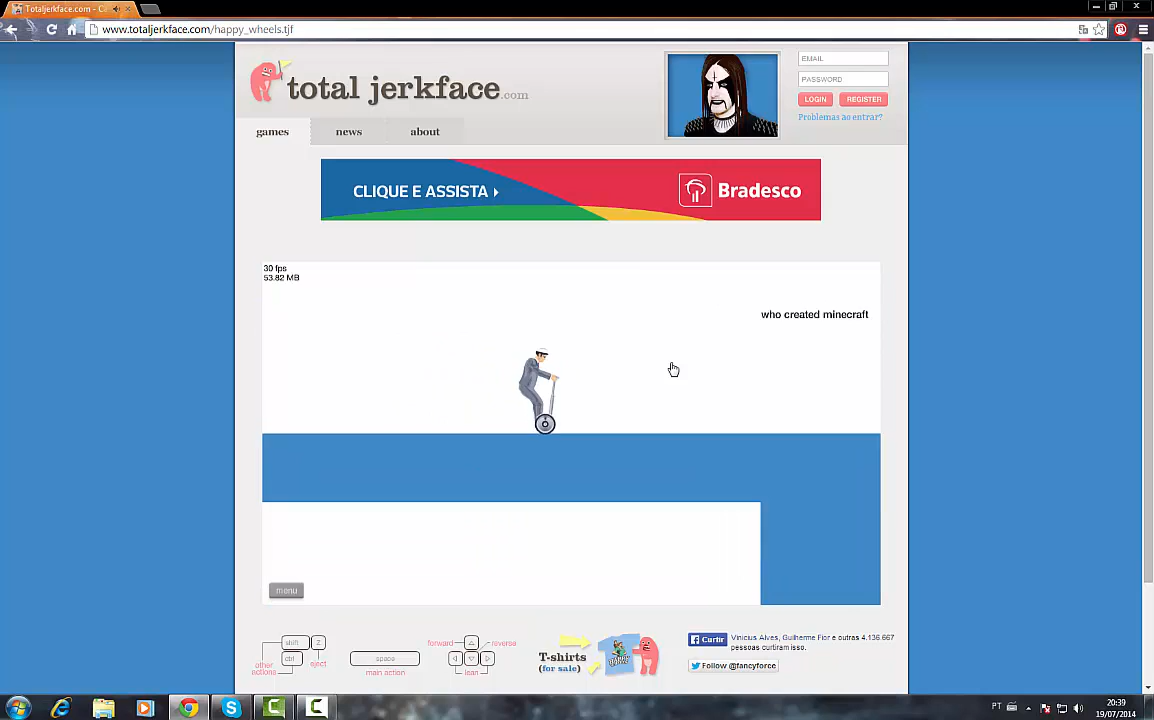 Totaljerkface.com - Ca
www.totaljerkface.com/happy_wheels.tjf
total jerkface.com
EMAIL
PASSWORD
LOGIN REGISTER
Problemas ao entrar?
games news about
CLIQUE E ASSISTA Bradesco
30 fps
53.82 MB
who created minecraft
menu
shift Z
ctrl
other
actions
eject
space
main action
forward reverse
lean
T-shirts
(for sale)
Curtir
Vinicius Alves, Guilherme Fior e outras 4.136.667
pessoas curtiram isso.
Follow @fancyforce
PT
20:39
19/07/2014